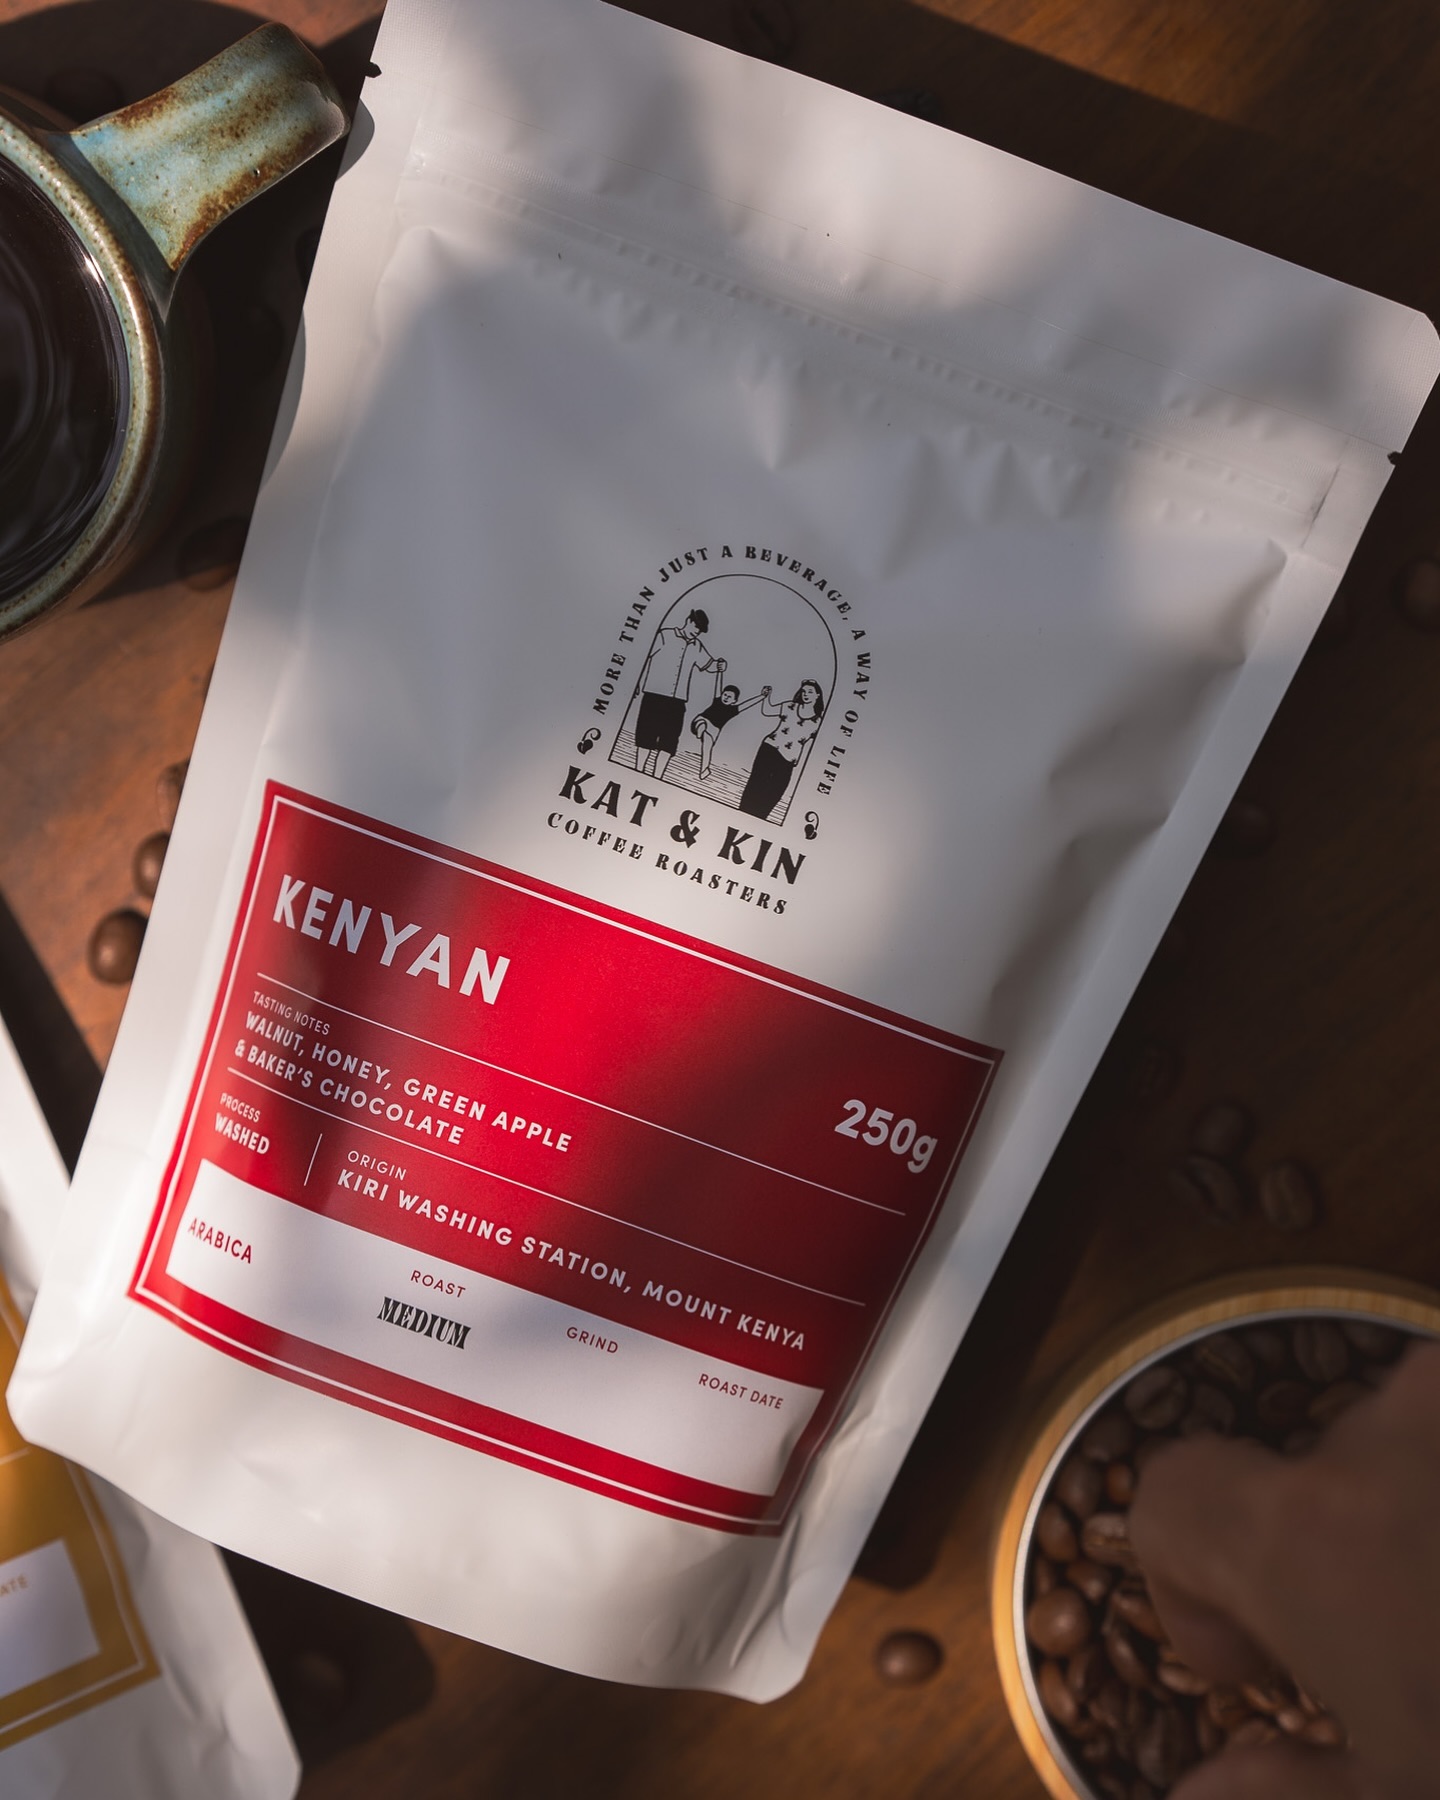 MORE THAN JUST A BEVERAGE, A WAY OF LIFE
KAT & KIN
COFFEE ROASTERS
KENYAN
TASTING NOTES
WALNUT, HONEY, GREEN APPLE
& BAKER'S CHOCOLATE
250g
PROCESS
WASHED
ORIGIN
KIRI WASHING STATION, MOUNT KENYA
ARABICA
ROAST
MEDIUM
GRIND
ROAST DATE